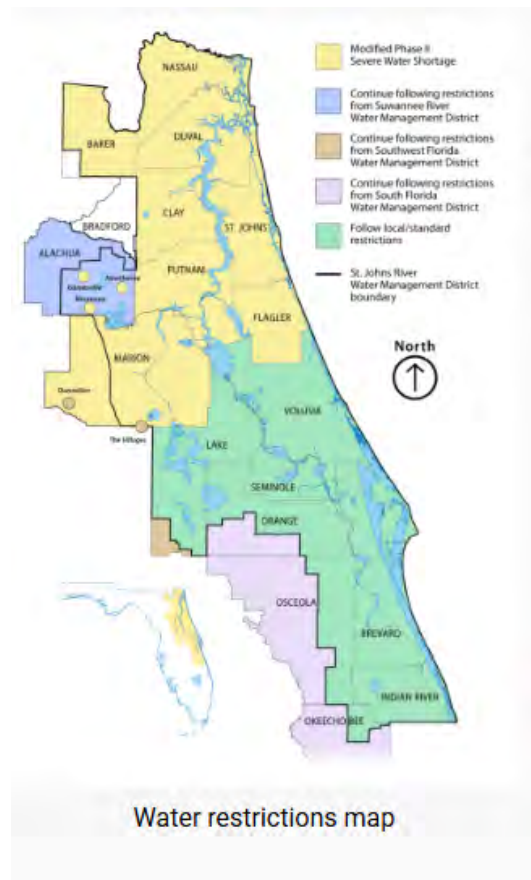 Modified Phase II
Severe Water Shortage
Continue following restrictions
from Suwannee River
Water Management District
Continue following restrictions
from Southwest Florida
Water Management District
Continue following restrictions
from South Florida
Water Management District
Follow local/standard
restrictions
St. Johns River
Water Management District
boundary
North
NASSAU
BAKER
DUVAL
CLAY
BRADFORD
ST. JOHNS
ALACHUA
PUTNAM
Gainesville
Hawthorne
Micanopy
FLAGLER
MARION
Dunnellon
The Villages
VOLUSIA
LAKE
SEMINOLE
ORANGE
OSCEOLA
BREVARD
INDIAN RIVER
OKEECHOBEE
Water restrictions map